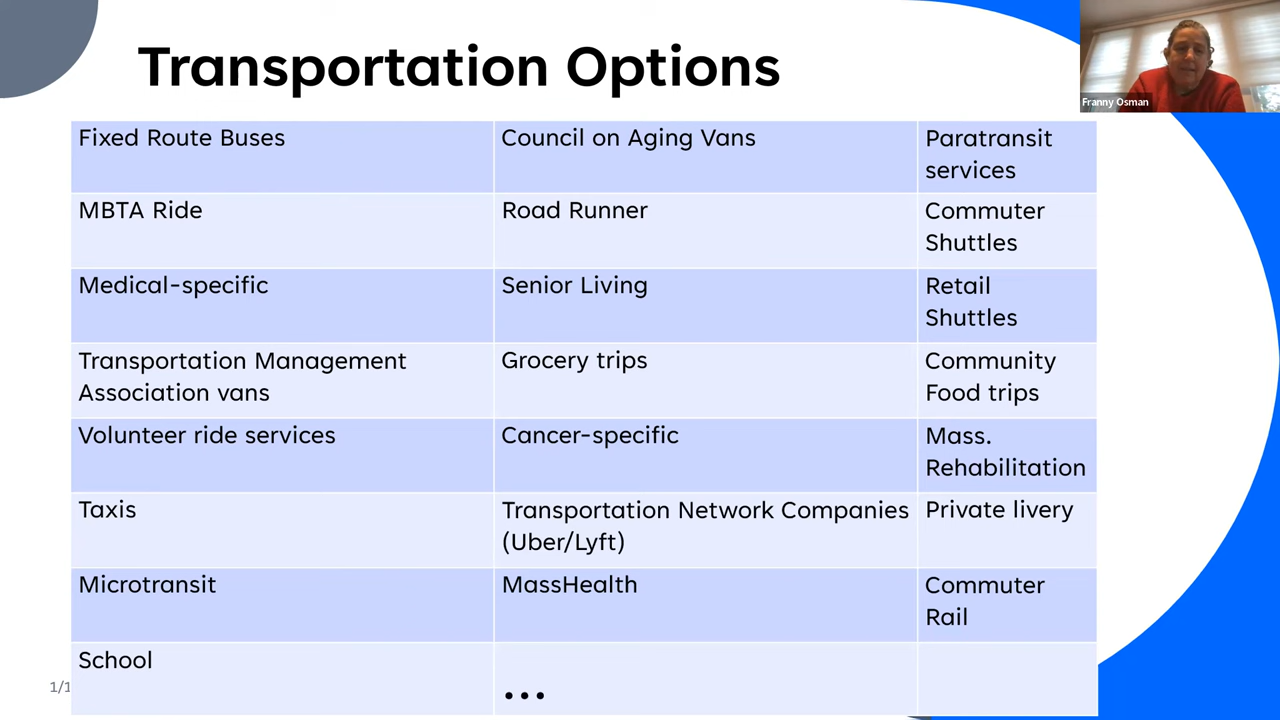 Transportation Options
Franny Osman
Fixed Route Buses
Council on Aging Vans
Paratransit
services
MBTA Ride
Road Runner
Commuter
Shuttles
Medical-specific
Senior Living
Retail
Shuttles
Transportation Management
Association vans
Grocery trips
Community
Food trips
Volunteer ride services
Cancer-specific
Mass.
Rehabilitation
Taxis
Transportation Network Companies
(Uber/Lyft)
Private livery
Microtransit
MassHealth
Commuter
Rail
School
...
1/1